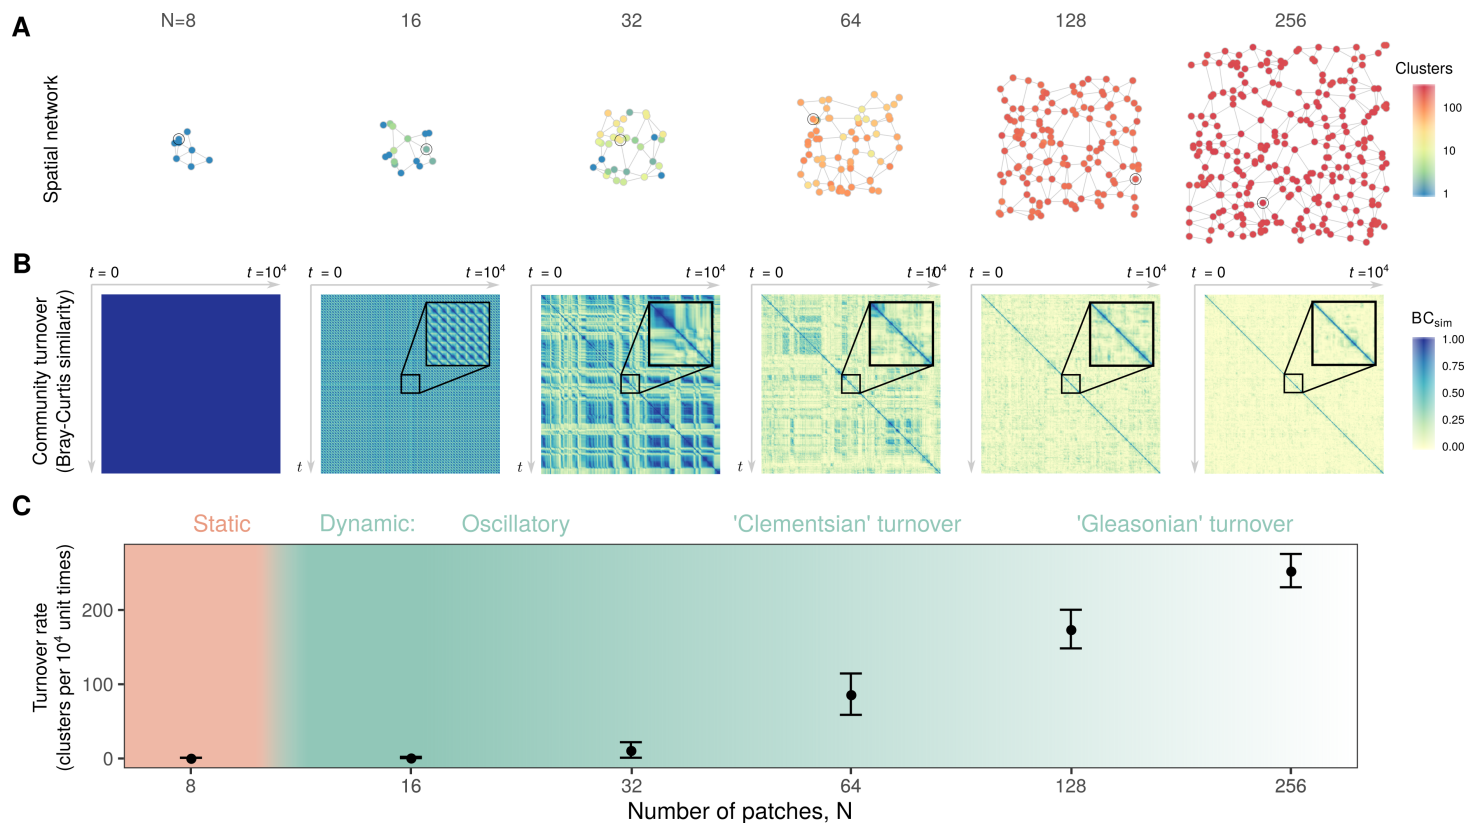 A
N=8 16 32 64 128 256
Spatial network
Clusters
100
10
1
B
t = 0 t =10⁴ t = 0 t =10⁴ t = 0 t =10⁴ t = 0 t =10⁴ t = 0 t =10⁴ t = 0 t =10⁴
Community turnover
(Bray-Curtis similarity)
t t t t t t
BCsim
1.00
0.75
0.50
0.25
0.00
C
Static Dynamic: Oscillatory 'Clementsian' turnover 'Gleasonian' turnover
Turnover rate
(clusters per 10⁴ unit times)
200
100
0
8 16 32 64 128 256
Number of patches, N